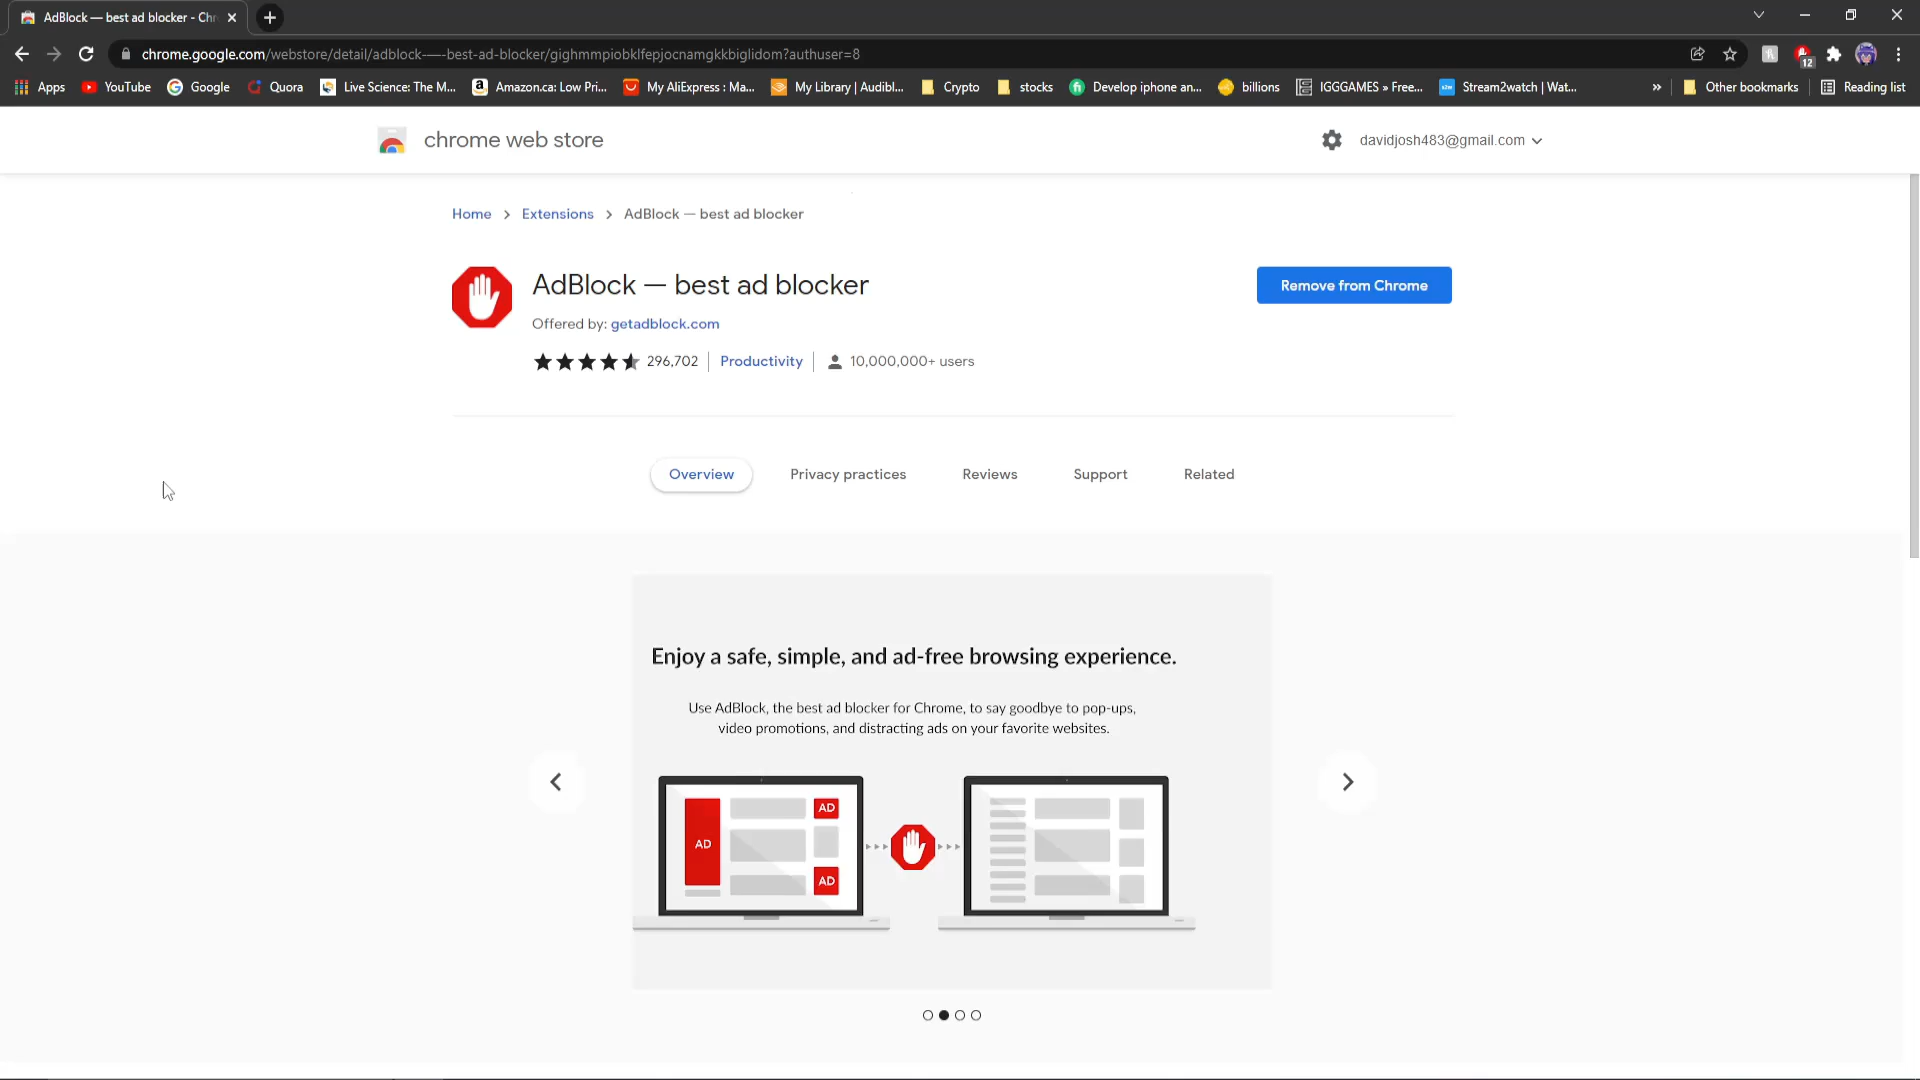 AdBlock — best ad blocker - Chr
chrome.google.com/webstore/detail/adblock-—-best-ad-blocker/gighmmpiobklfepjocnamgkkbiglidom?authuser=8
12
Apps
YouTube
Google
Quora
Live Science: The M...
Amazon.ca: Low Pri...
My AliExpress : Ma...
My Library | Audibl...
Crypto
stocks
Develop iphone an...
billions
IGGGAMES » Free...
Stream2watch | Wat...
»
Other bookmarks
Reading list
chrome web store
davidjosh483@gmail.com
Home > Extensions > AdBlock — best ad blocker
AdBlock — best ad blocker
Remove from Chrome
Offered by: getadblock.com
296,702
Productivity
10,000,000+ users
Overview
Privacy practices
Reviews
Support
Related
Enjoy a safe, simple, and ad-free browsing experience.
Use AdBlock, the best ad blocker for Chrome, to say goodbye to pop-ups,
video promotions, and distracting ads on your favorite websites.
AD
AD
AD